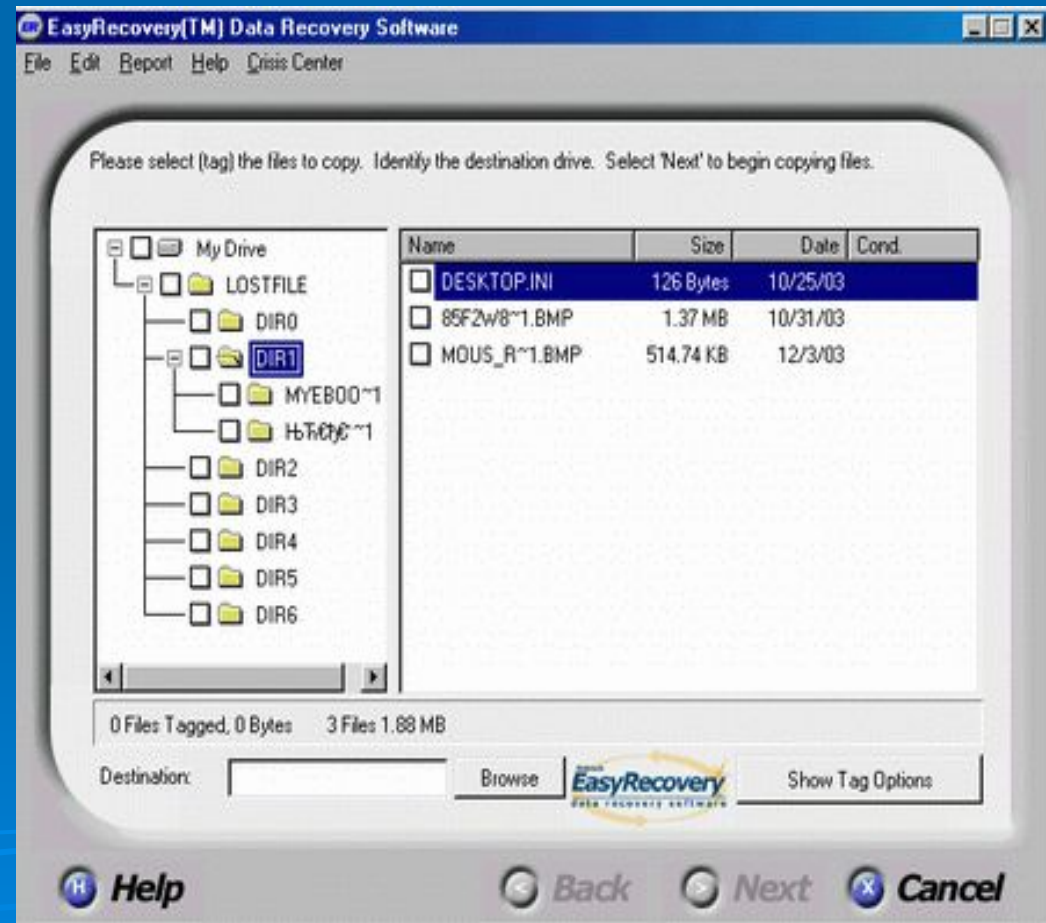 EasyRecovery(TM) Data Recovery Software
File Edit Report Help Crisis Center
Please select (tag) the files to copy. Identify the destination drive. Select 'Next' to begin copying files.
My Drive
LOSTFILE
DIR0
DIR1
MYEBOO~1
DIR2
DIR3
DIR4
DIR5
DIR6
Name Size Date Cond.
DESKTOP.INI 126 Bytes 10/25/03
85F2W8~1.BMP 1.37 MB 10/31/03
MOUS_R~1.BMP 514.74 KB 12/3/03
0 Files Tagged, 0 Bytes 3 Files 1.88 MB
Destination: Browse
EasyRecovery
data recovery software
Show Tag Options
Help Back Next Cancel